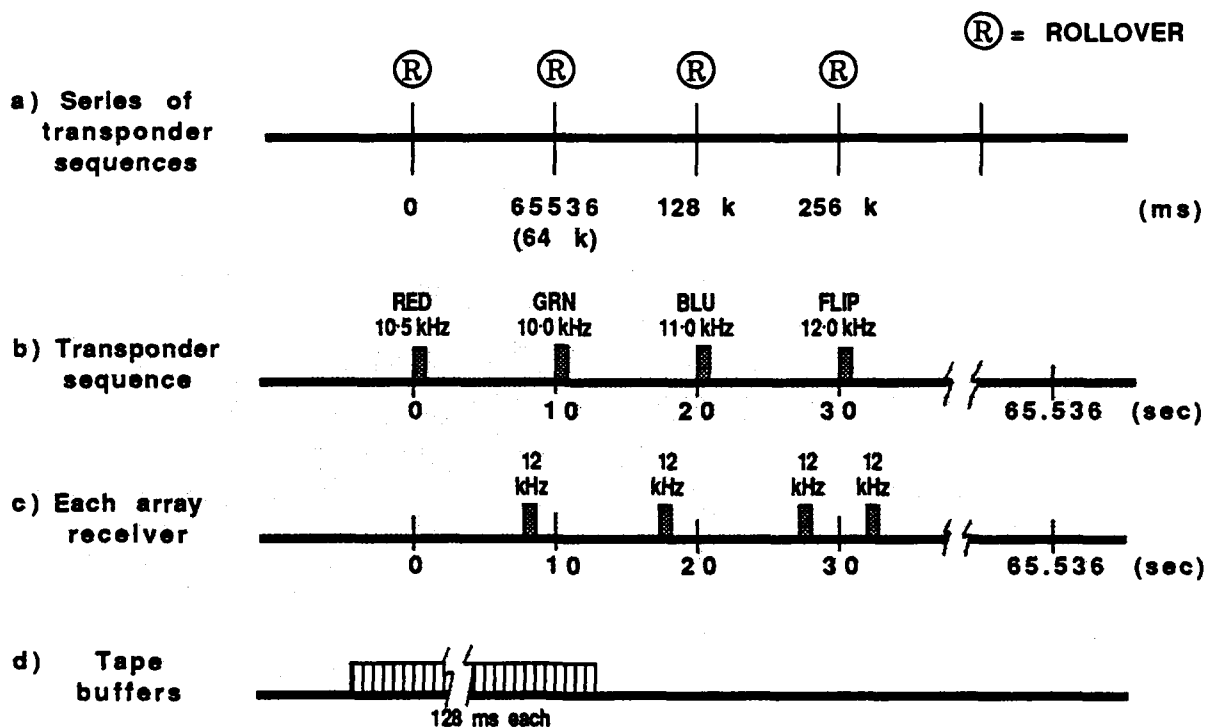 Ⓡ = ROLLOVER
Ⓡ Ⓡ Ⓡ Ⓡ
a) Series of
transponder
sequences
0 65536 128 k 256 k (ms)
(64 k)
RED GRN BLU FLIP
10·5 kHz 10·0 kHz 11·0 kHz 12·0 kHz
b) Transponder
sequence
0 10 20 30 65.536 (sec)
12 12 12 12
kHz kHz kHz kHz
c) Each array
receiver
0 10 20 30 65.536 (sec)
d) Tape
buffers
128 ms each